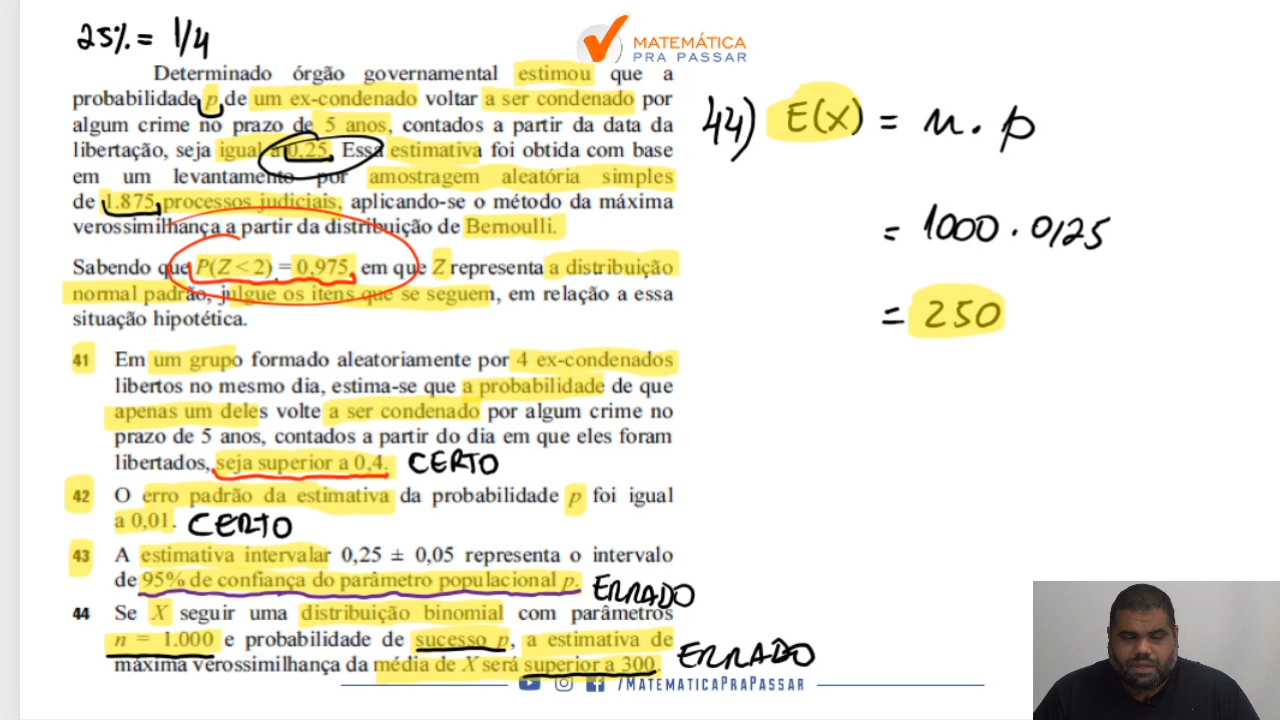 25% = 1/4
MATEMÁTICA
PRA PASSAR
Determinado órgão governamental estimou que a
probabilidade p de um ex-condenado voltar a ser condenado por
algum crime no prazo de 5 anos, contados a partir da data da
libertação, seja igual a 0,25. Essa estimativa foi obtida com base
em um levantamento por amostragem aleatória simples
de 1.875 processos judiciais, aplicando-se o método da máxima
verossimilhança a partir da distribuição de Bernoulli.
Sabendo que P(Z < 2) = 0,975, em que Z representa a distribuição
normal padrão, julgue os itens que se seguem, em relação a essa
situação hipotética.
41 Em um grupo formado aleatoriamente por 4 ex-condenados
libertos no mesmo dia, estima-se que a probabilidade de que
apenas um deles volte a ser condenado por algum crime no
prazo de 5 anos, contados a partir do dia em que eles foram
libertados, seja superior a 0,4. CERTO
42 O erro padrão da estimativa da probabilidade p foi igual
a 0,01. CERTO
43 A estimativa intervalar 0,25 ± 0,05 representa o intervalo
de 95% de confiança do parâmetro populacional p. ERRADO
44 Se X seguir uma distribuição binomial com parâmetros
n = 1.000 e probabilidade de sucesso p, a estimativa de
máxima verossimilhança da média de X será superior a 300. ERRADO
/MATEMATICAPRAPASSAR
44) E(X) = n . p
= 1000 . 0,25
= 250